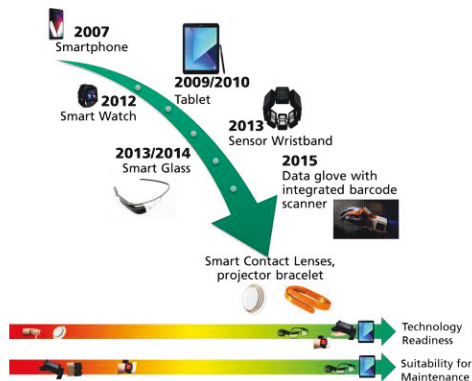 2007
Smartphone
2009/2010
Tablet
2012
Smart Watch
2013
Sensor Wristband
2013/2014
Smart Glass
2015
Data glove with
integrated barcode
scanner
Smart Contact Lenses,
projector bracelet
Technology
Readiness
Suitability for
Maintenance